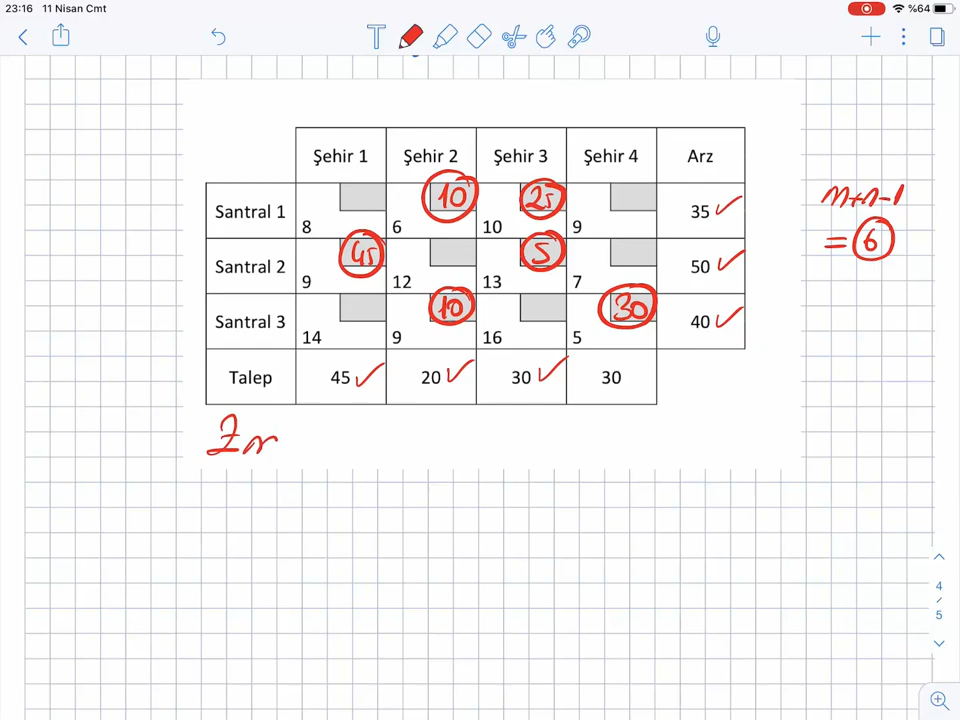 23:16 11 Nisan Cmt %64
T
Şehir 1 Şehir 2 Şehir 3 Şehir 4 Arz
Santral 1 8 6 10 10 25 9 35
m+n-1
= 6
Santral 2 9 45 12 13 5 7 50
Santral 3 14 9 10 16 5 30 40
Talep 45 20 30 30
Zm
4
/
5